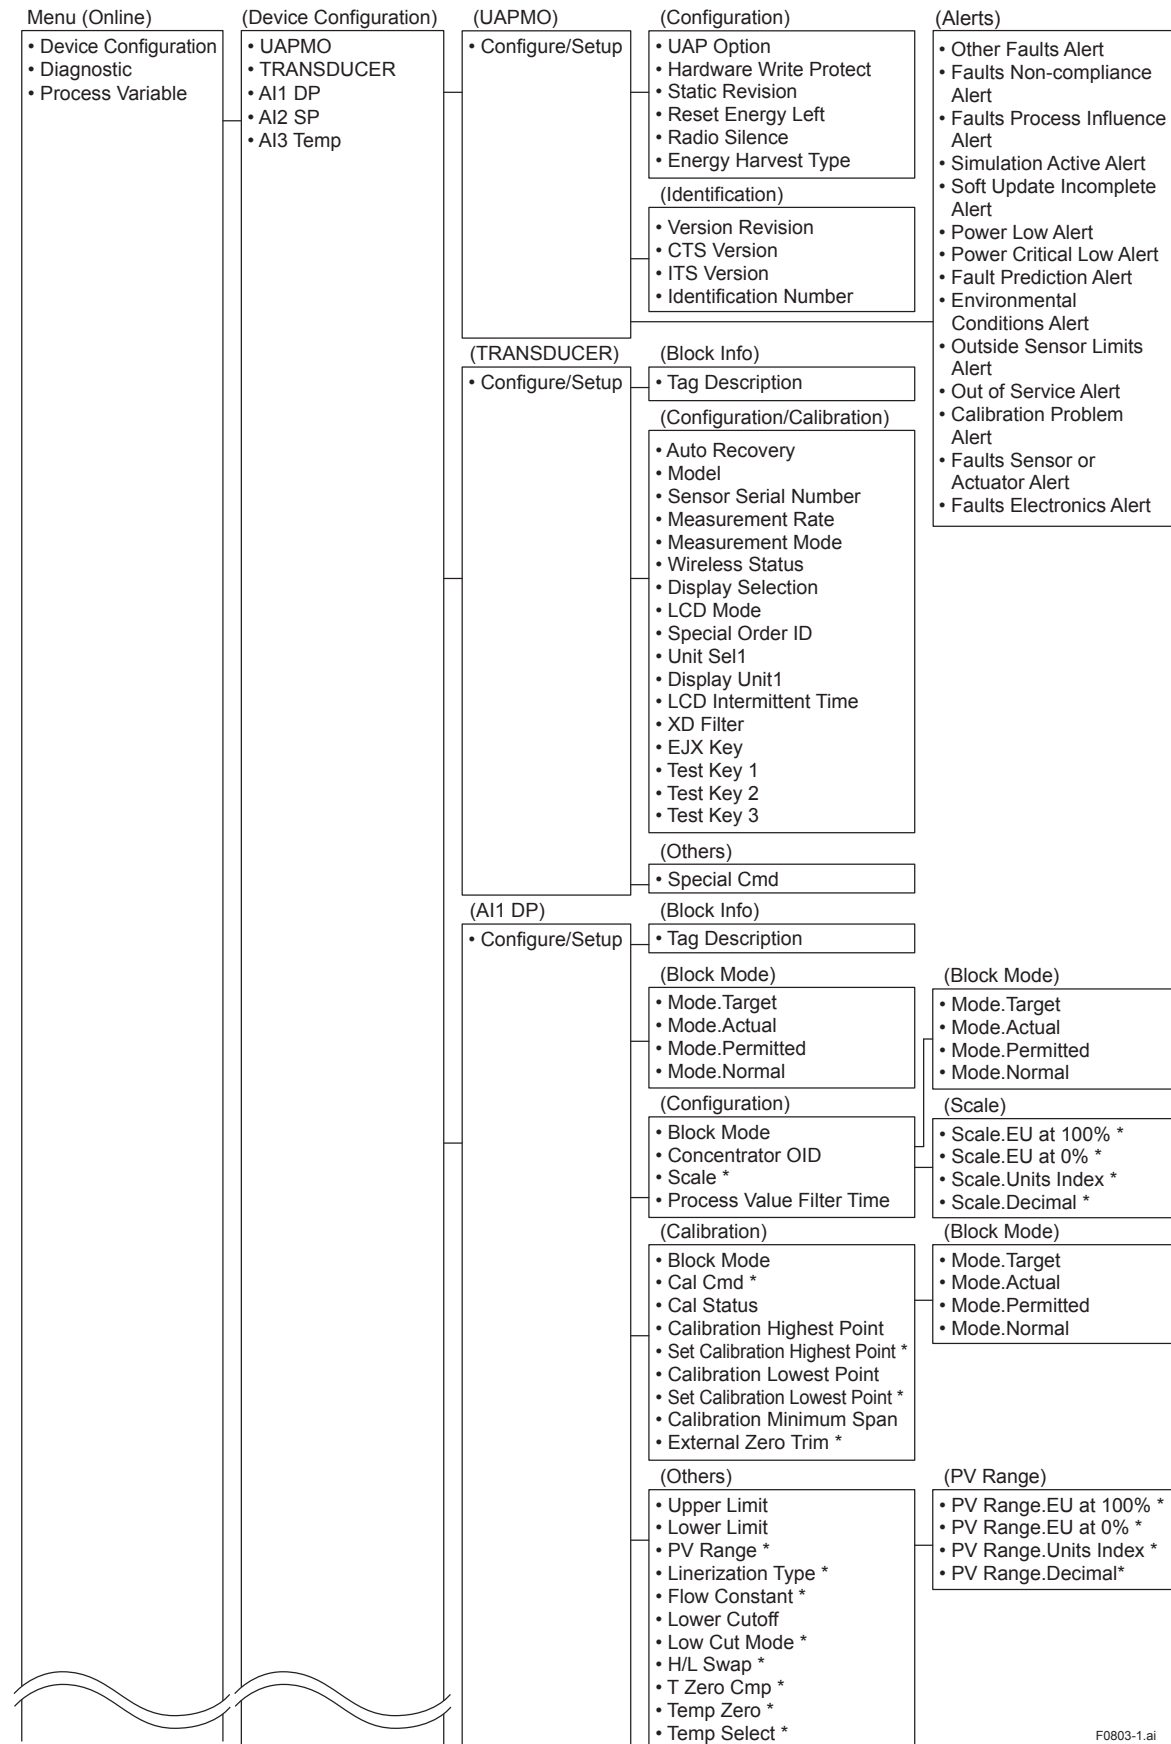 Menu (Online)
• Device Configuration
• Diagnostic
• Process Variable
(Device Configuration)
• UAPMO
• TRANSDUCER
• AI1 DP
• AI2 SP
• AI3 Temp
(UAPMO)
• Configure/Setup
(Configuration)
• UAP Option
• Hardware Write Protect
• Static Revision
• Reset Energy Left
• Radio Silence
• Energy Harvest Type
(Identification)
• Version Revision
• CTS Version
• ITS Version
• Identification Number
(Alerts)
• Other Faults Alert
• Faults Non-compliance
Alert
• Faults Process Influence
Alert
• Simulation Active Alert
• Soft Update Incomplete
Alert
• Power Low Alert
• Power Critical Low Alert
• Fault Prediction Alert
• Environmental
Conditions Alert
• Outside Sensor Limits
Alert
• Out of Service Alert
• Calibration Problem
Alert
• Faults Sensor or
Actuator Alert
• Faults Electronics Alert
(TRANSDUCER)
• Configure/Setup
(Block Info)
• Tag Description
(Configuration/Calibration)
• Auto Recovery
• Model
• Sensor Serial Number
• Measurement Rate
• Measurement Mode
• Wireless Status
• Display Selection
• LCD Mode
• Special Order ID
• Unit Sel1
• Display Unit1
• LCD Intermittent Time
• XD Filter
• EJX Key
• Test Key 1
• Test Key 2
• Test Key 3
(Others)
• Special Cmd
(AI1 DP)
• Configure/Setup
(Block Info)
• Tag Description
(Block Mode)
• Mode.Target
• Mode.Actual
• Mode.Permitted
• Mode.Normal
(Configuration)
• Block Mode
• Concentrator OID
• Scale *
• Process Value Filter Time
(Block Mode)
• Mode.Target
• Mode.Actual
• Mode.Permitted
• Mode.Normal
(Scale)
• Scale.EU at 100% *
• Scale.EU at 0% *
• Scale.Units Index *
• Scale.Decimal *
(Calibration)
• Block Mode
• Cal Cmd *
• Cal Status
• Calibration Highest Point
• Set Calibration Highest Point *
• Calibration Lowest Point
• Set Calibration Lowest Point *
• Calibration Minimum Span
• External Zero Trim *
(Block Mode)
• Mode.Target
• Mode.Actual
• Mode.Permitted
• Mode.Normal
(Others)
• Upper Limit
• Lower Limit
• PV Range *
• Linerization Type *
• Flow Constant *
• Lower Cutoff
• Low Cut Mode *
• H/L Swap *
• T Zero Cmp *
• Temp Zero *
• Temp Select *
(PV Range)
• PV Range.EU at 100% *
• PV Range.EU at 0% *
• PV Range.Units Index *
• PV Range.Decimal*
F0803-1.ai